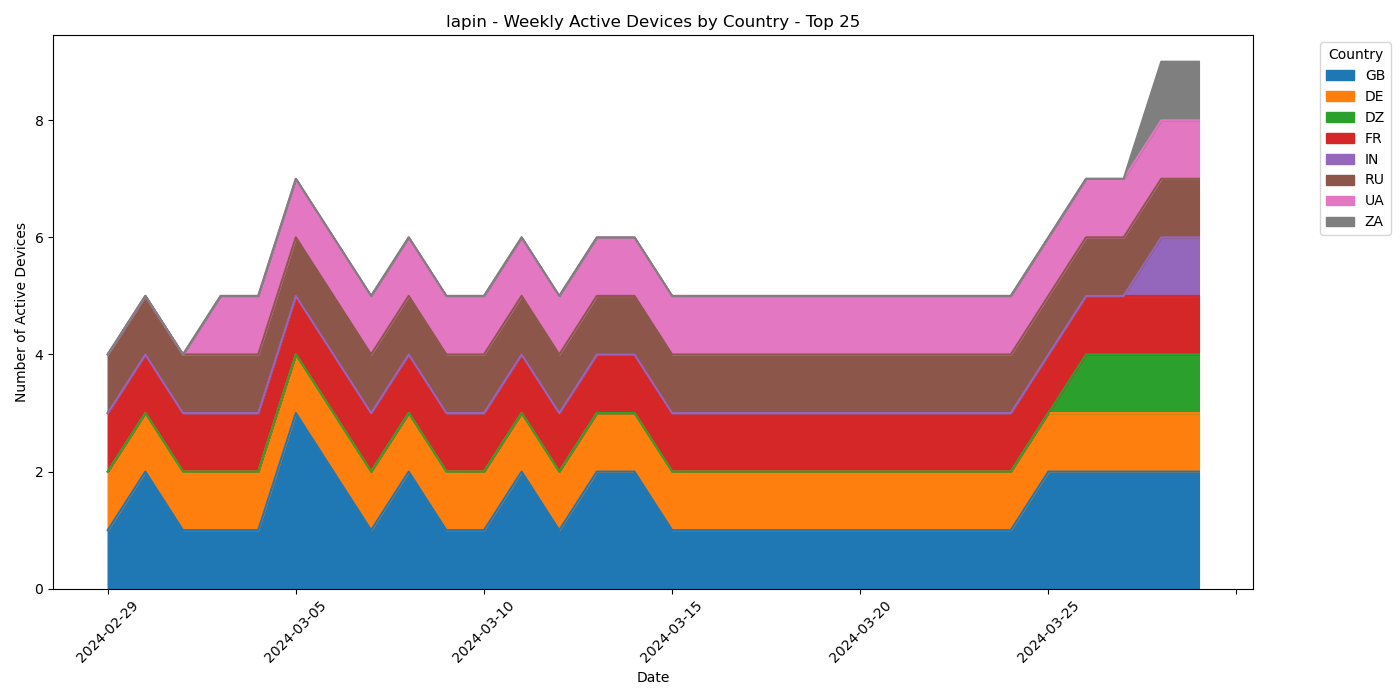 lapin - Weekly Active Devices by Country - Top 25
Number of Active Devices
8
6
4
2
0
2024-02-29
2024-03-05
2024-03-10
2024-03-15
2024-03-20
2024-03-25
Date
Country
GB
DE
DZ
FR
IN
RU
UA
ZA